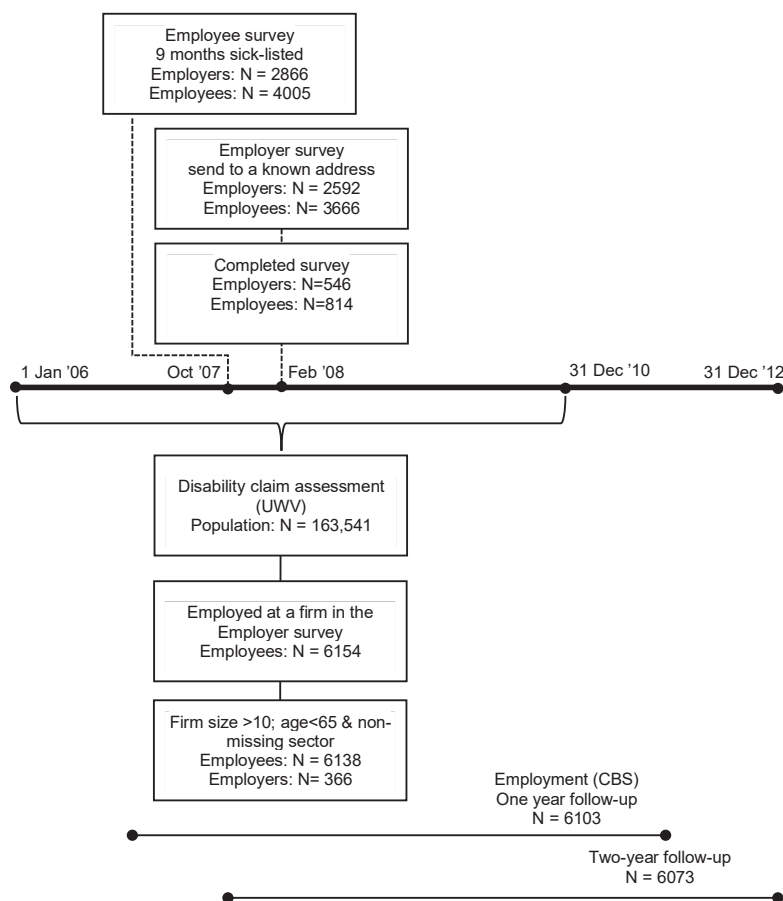 Employee survey
9 months sick-listed
Employers: N = 2866
Employees: N = 4005
Employer survey
send to a known address
Employers: N = 2592
Employees: N= 3666
Completed survey
Employers: N=546
Employees: N=814
1 Jan ’06
Oct ’07
Feb ’08
31 Dec ’10
31 Dec ’12
Disability claim assessment
(UWV)
Population: N = 163,541
Employed at a firm in the
Employer survey
Employees: N = 6154
Firm size >10; age<65 & non-
missing sector
Employees: N = 6138
Employers: N= 366
Employment (CBS)
One year follow-up
N = 6103
Two-year follow-up
N = 6073